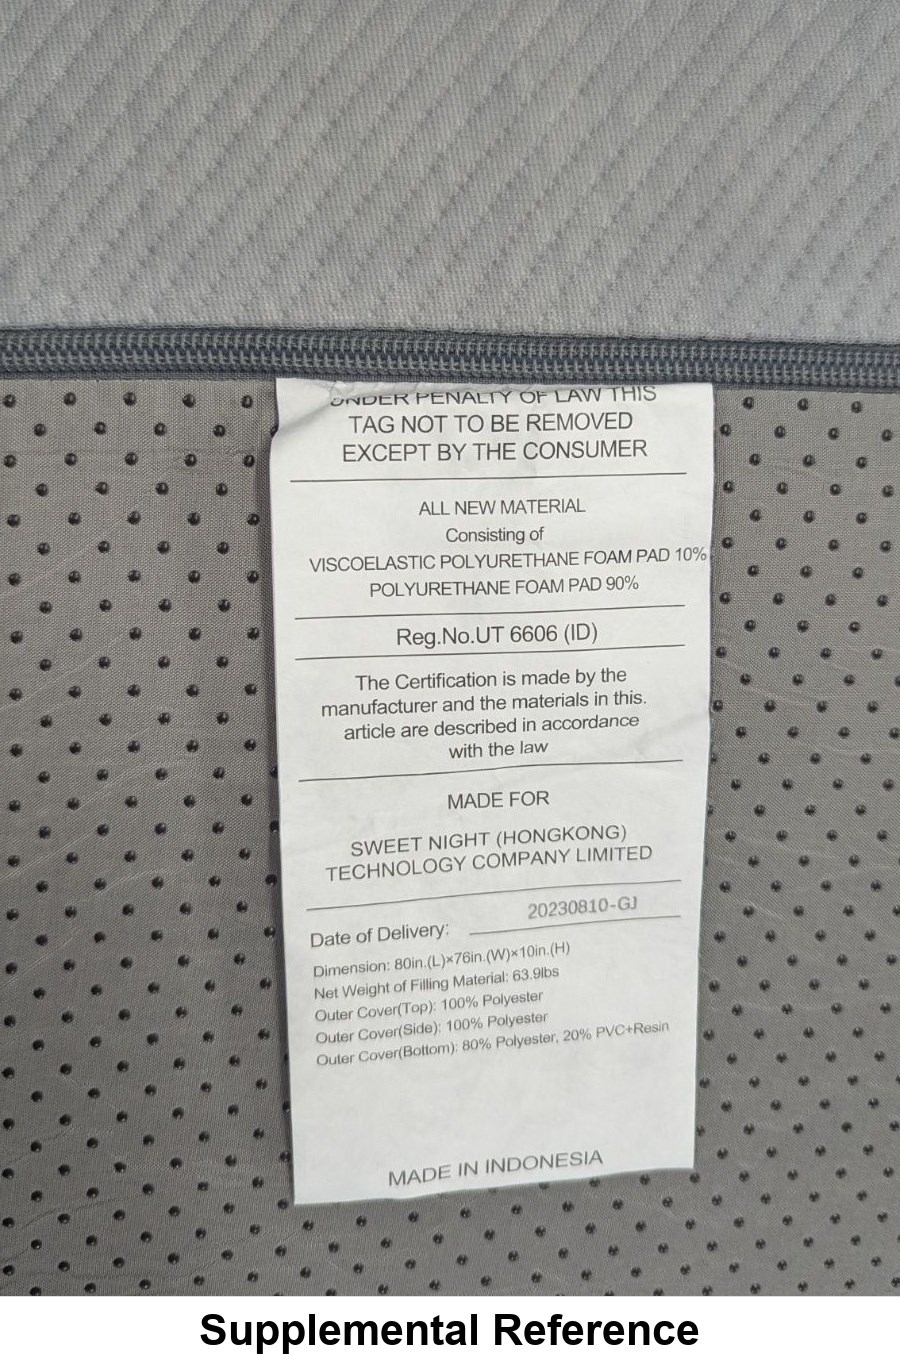 UNDER PENALTY OF LAW THIS
TAG NOT TO BE REMOVED
EXCEPT BY THE CONSUMER
ALL NEW MATERIAL
Consisting of
VISCOELASTIC POLYURETHANE FOAM PAD 10%
POLYURETHANE FOAM PAD 90%
Reg.No.UT 6606 (ID)
The Certification is made by the
manufacturer and the materials in this.
article are described in accordance
with the law
MADE FOR
SWEET NIGHT (HONGKONG)
TECHNOLOGY COMPANY LIMITED
Date of Delivery: 20230810-GJ
Dimension: 80in.(L)×76in.(W)×10in.(H)
Net Weight of Filling Material: 63.9lbs
Outer Cover(Top): 100% Polyester
Outer Cover(Side): 100% Polyester
Outer Cover(Bottom): 80% Polyester, 20% PVC+Resin
MADE IN INDONESIA
Supplemental Reference